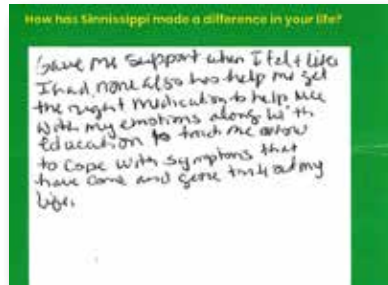 How has Sinnissippi made a difference in your life?
Gave me support when I felt like
I had none also has help me get
the right medication to help me
with my emotions along with
education to teach me
to cope with symptoms that
have come and gone my
life.